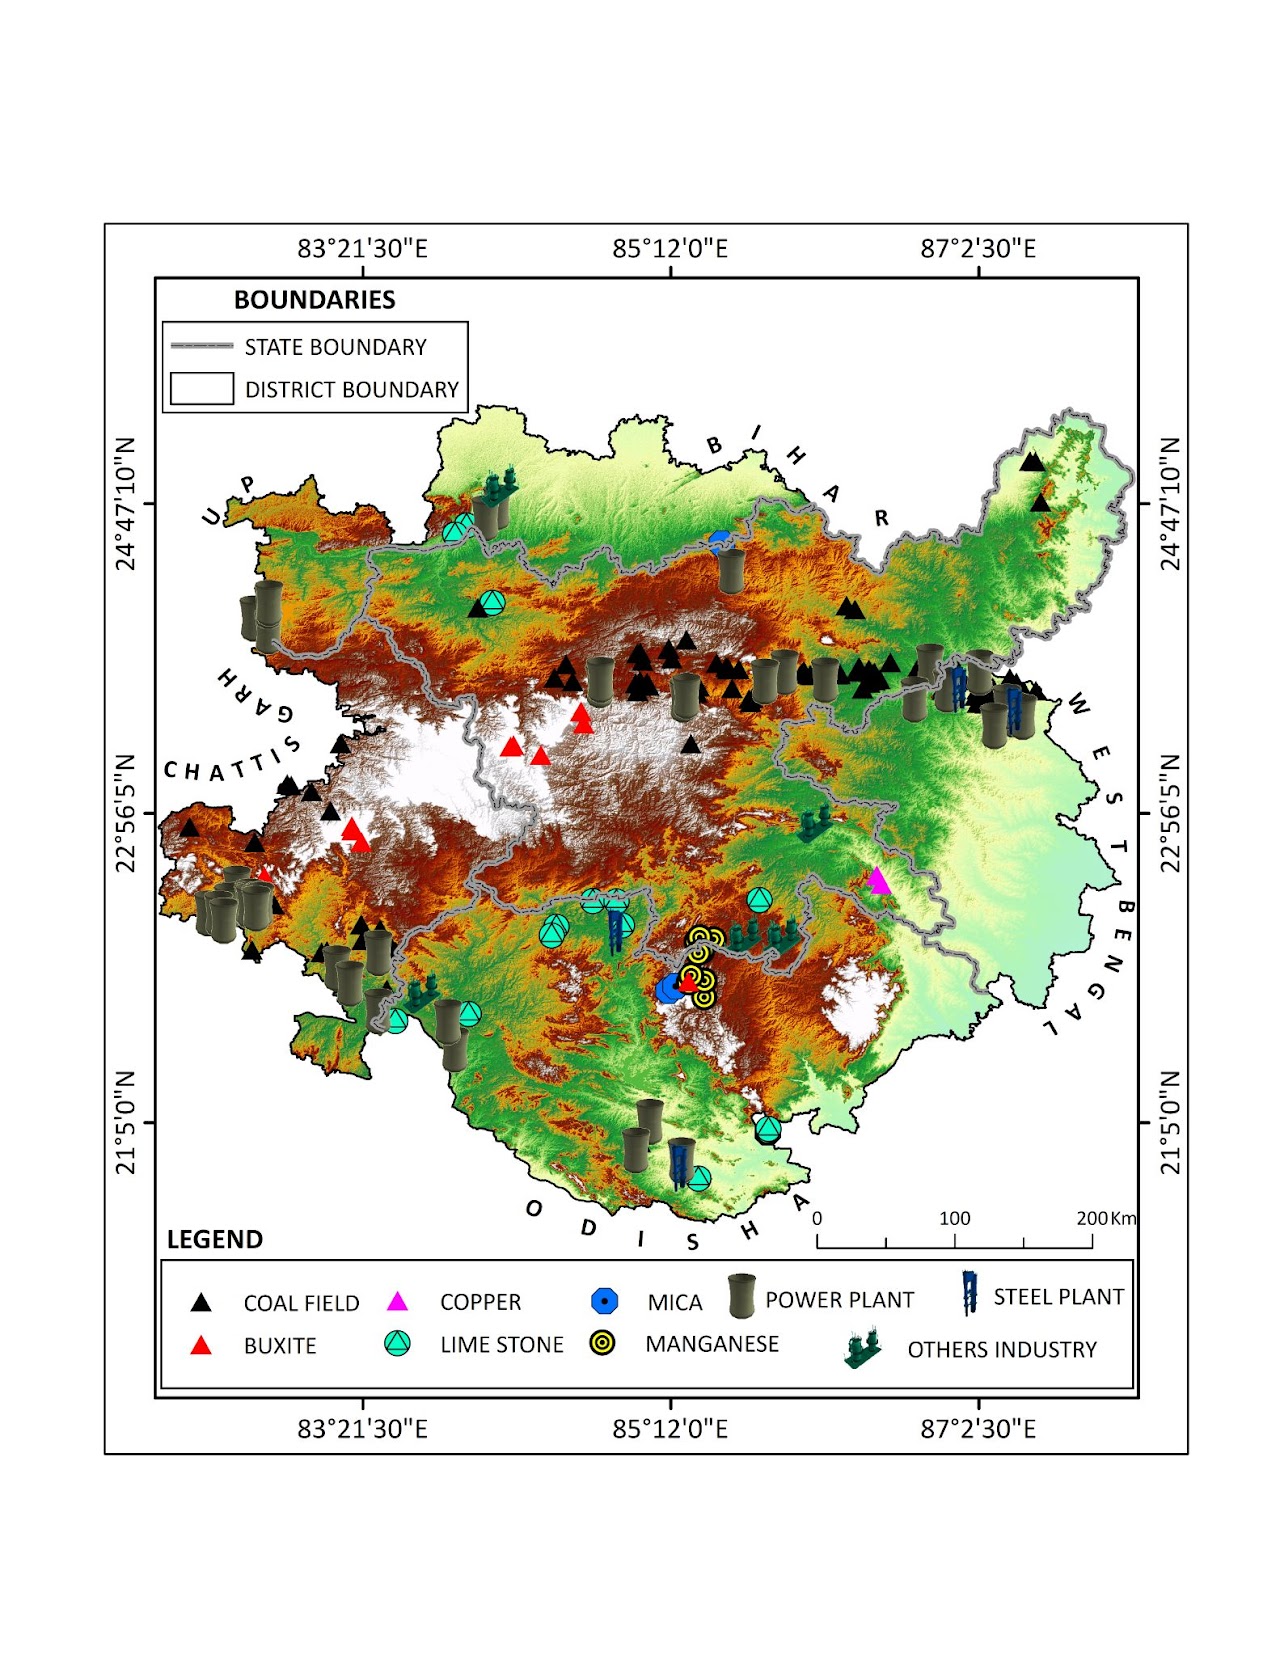 83°21'30"E 85°12'0"E 87°2'30"E
BOUNDARIES
STATE BOUNDARY
DISTRICT BOUNDARY
24°47'10"N
24°47'10"N
BIHAR
UP
CHATTISGARH
WEST BENGAL
22°56'5"N
22°56'5"N
21°5'0"N
21°5'0"N
ODISHA
0 100 200 Km
LEGEND
COAL FIELD COPPER MICA POWER PLANT STEEL PLANT
BUXITE LIME STONE MANGANESE OTHERS INDUSTRY
83°21'30"E 85°12'0"E 87°2'30"E